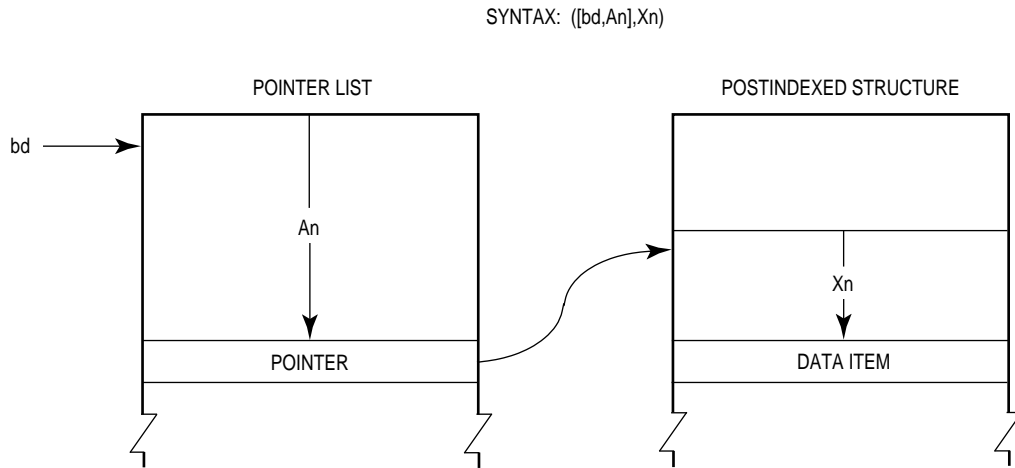 SYNTAX: ([bd,An],Xn)
POINTER LIST
POSTINDEXED STRUCTURE
bd
An
Xn
POINTER
DATA ITEM